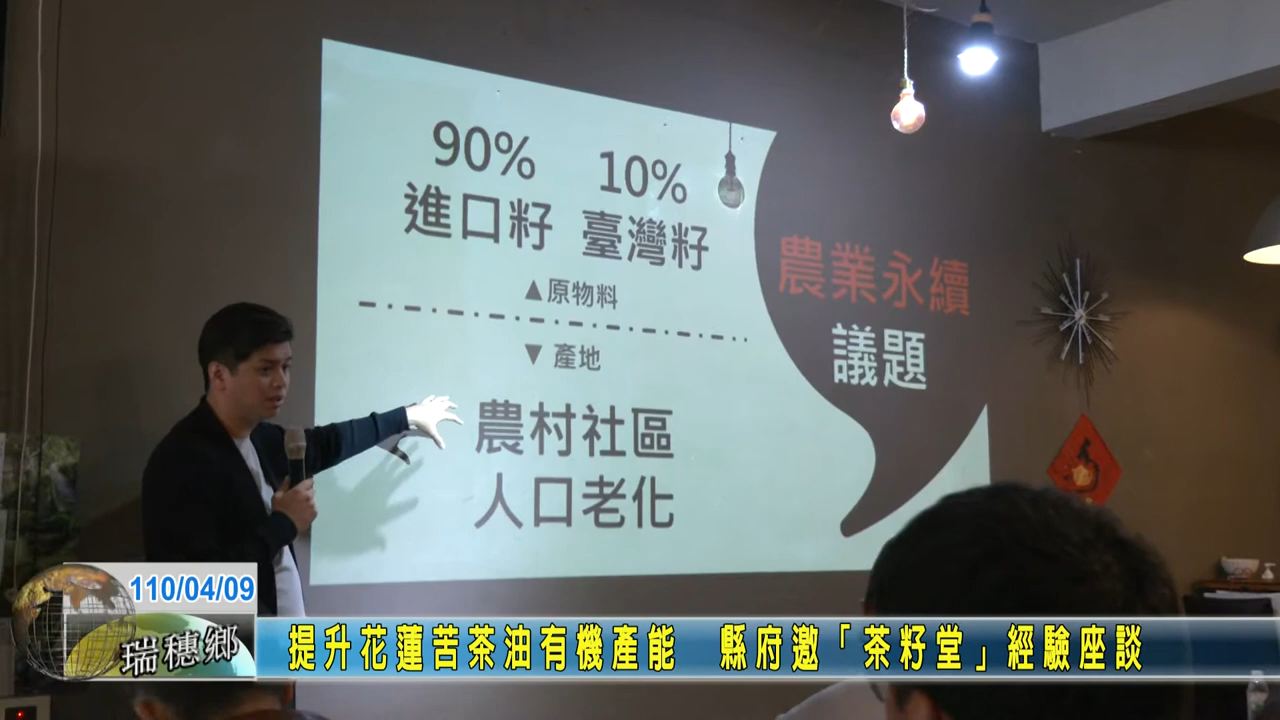 90% 10%
進口籽 臺灣籽
▲原物料
▼ 產地
農村社區
人口老化
農業永續
議題
110/04/09
瑞穗鄉
提升花蓮苦茶油有機產能 縣府邀「茶籽堂」經驗座談